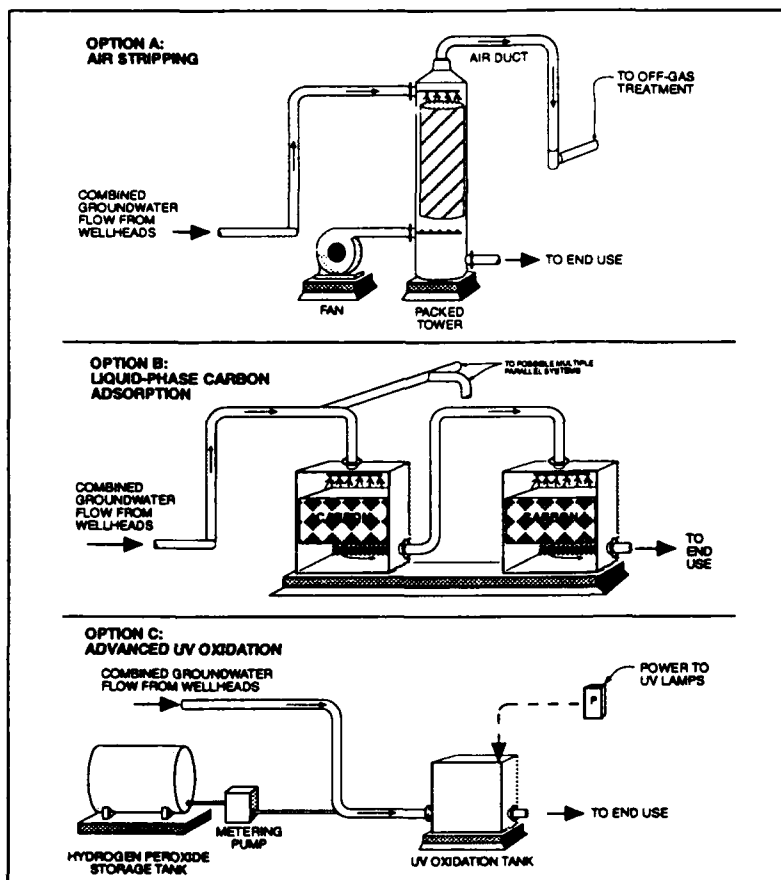 OPTION A:
AIR STRIPPING
AIR DUCT
TO OFF-GAS
TREATMENT
COMBINED
GROUNDWATER
FLOW FROM
WELLHEADS
TO END USE
FAN
PACKED
TOWER
OPTION B:
LIQUID-PHASE CARBON
ADSORPTION
TO POSSIBLE MULTIPLE
PARALLEL SYSTEMS
COMBINED
GROUNDWATER
FLOW FROM
WELLHEADS
CARBON
CARBON
TO
END
USE
OPTION C:
ADVANCED UV OXIDATION
COMBINED GROUNDWATER
FLOW FROM WELLHEADS
POWER TO
UV LAMPS
P
METERING
PUMP
TO END USE
HYDROGEN PEROXIDE
STORAGE TANK
UV OXIDATION TANK